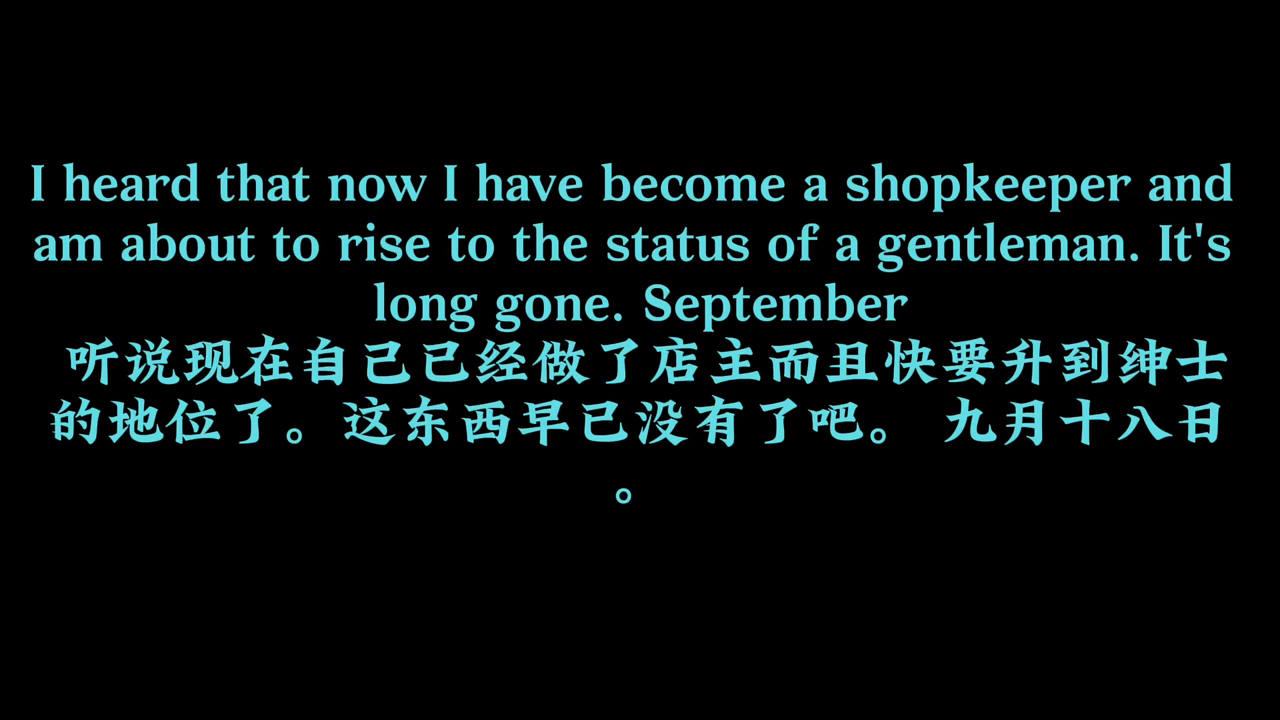 I heard that now I have become a shopkeeper and
am about to rise to the status of a gentleman. It's
long gone. September
听说现在自己已经做了店主而且快要升到绅士
的地位了。这东西早已没有了吧。 九月十八日
。